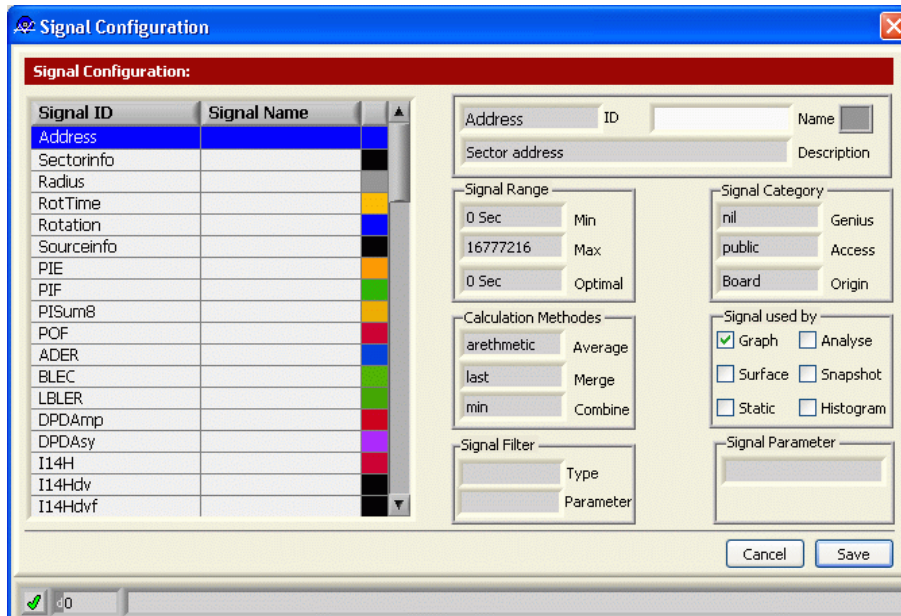 Signal Configuration
Signal Configuration:
Signal ID Signal Name
Address
Sectorinfo
Radius
RotTime
Rotation
Sourceinfo
PIE
PIF
PISum8
POF
ADER
BLEC
LBLER
DPDAmp
DPDAsy
I14H
I14Hdv
I14Hdvf
Address ID Name
Sector address Description
Signal Range
0 Sec Min
16777216 Max
0 Sec Optimal
Signal Category
nil Genius
public Access
Board Origin
Calculation Methodes
arethmetic Average
last Merge
min Combine
Signal used by
Graph Analyse
Surface Snapshot
Static Histogram
Signal Filter
Type
Parameter
Signal Parameter
Cancel Save
d0